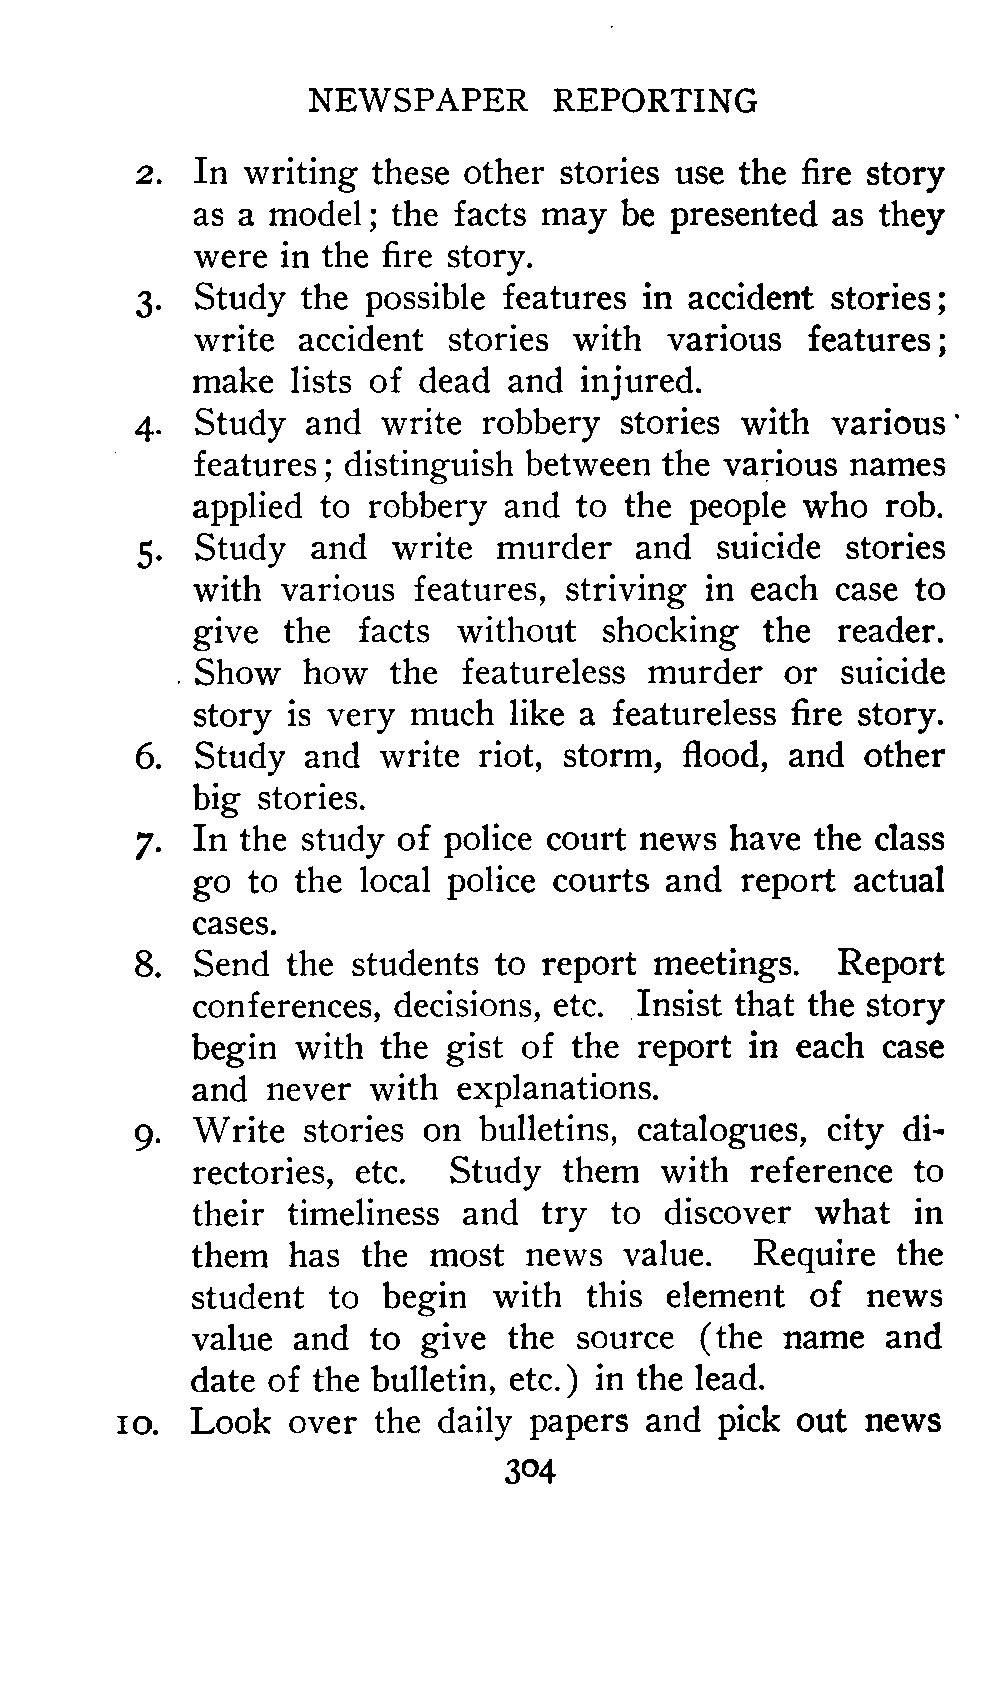 NEWSPAPER REPORTING
2. In writing these other stories use the fire story
as a model; the facts may be presented as they
were in the fire story.
3. Study the possible features in accident stories;
write accident stories with various features;
make lists of dead and injured.
4. Study and write robbery stories with various
features; distinguish between the various names
applied to robbery and to the people who rob.
5. Study and write murder and suicide stories
with various features, striving in each case to
give the facts without shocking the reader.
Show how the featureless murder or suicide
story is very much like a featureless fire story.
6. Study and write riot, storm, flood, and other
big stories.
7. In the study of police court news have the class
go to the local police courts and report actual
cases.
8. Send the students to report meetings. Report
conferences, decisions, etc. Insist that the story
begin with the gist of the report in each case
and never with explanations.
9. Write stories on bulletins, catalogues, city di-
rectories, etc. Study them with reference to
their timeliness and try to discover what in
them has the most news value. Require the
student to begin with this element of news
value and to give the source (the name and
date of the bulletin, etc.) in the lead.
10. Look over the daily papers and pick out news
304